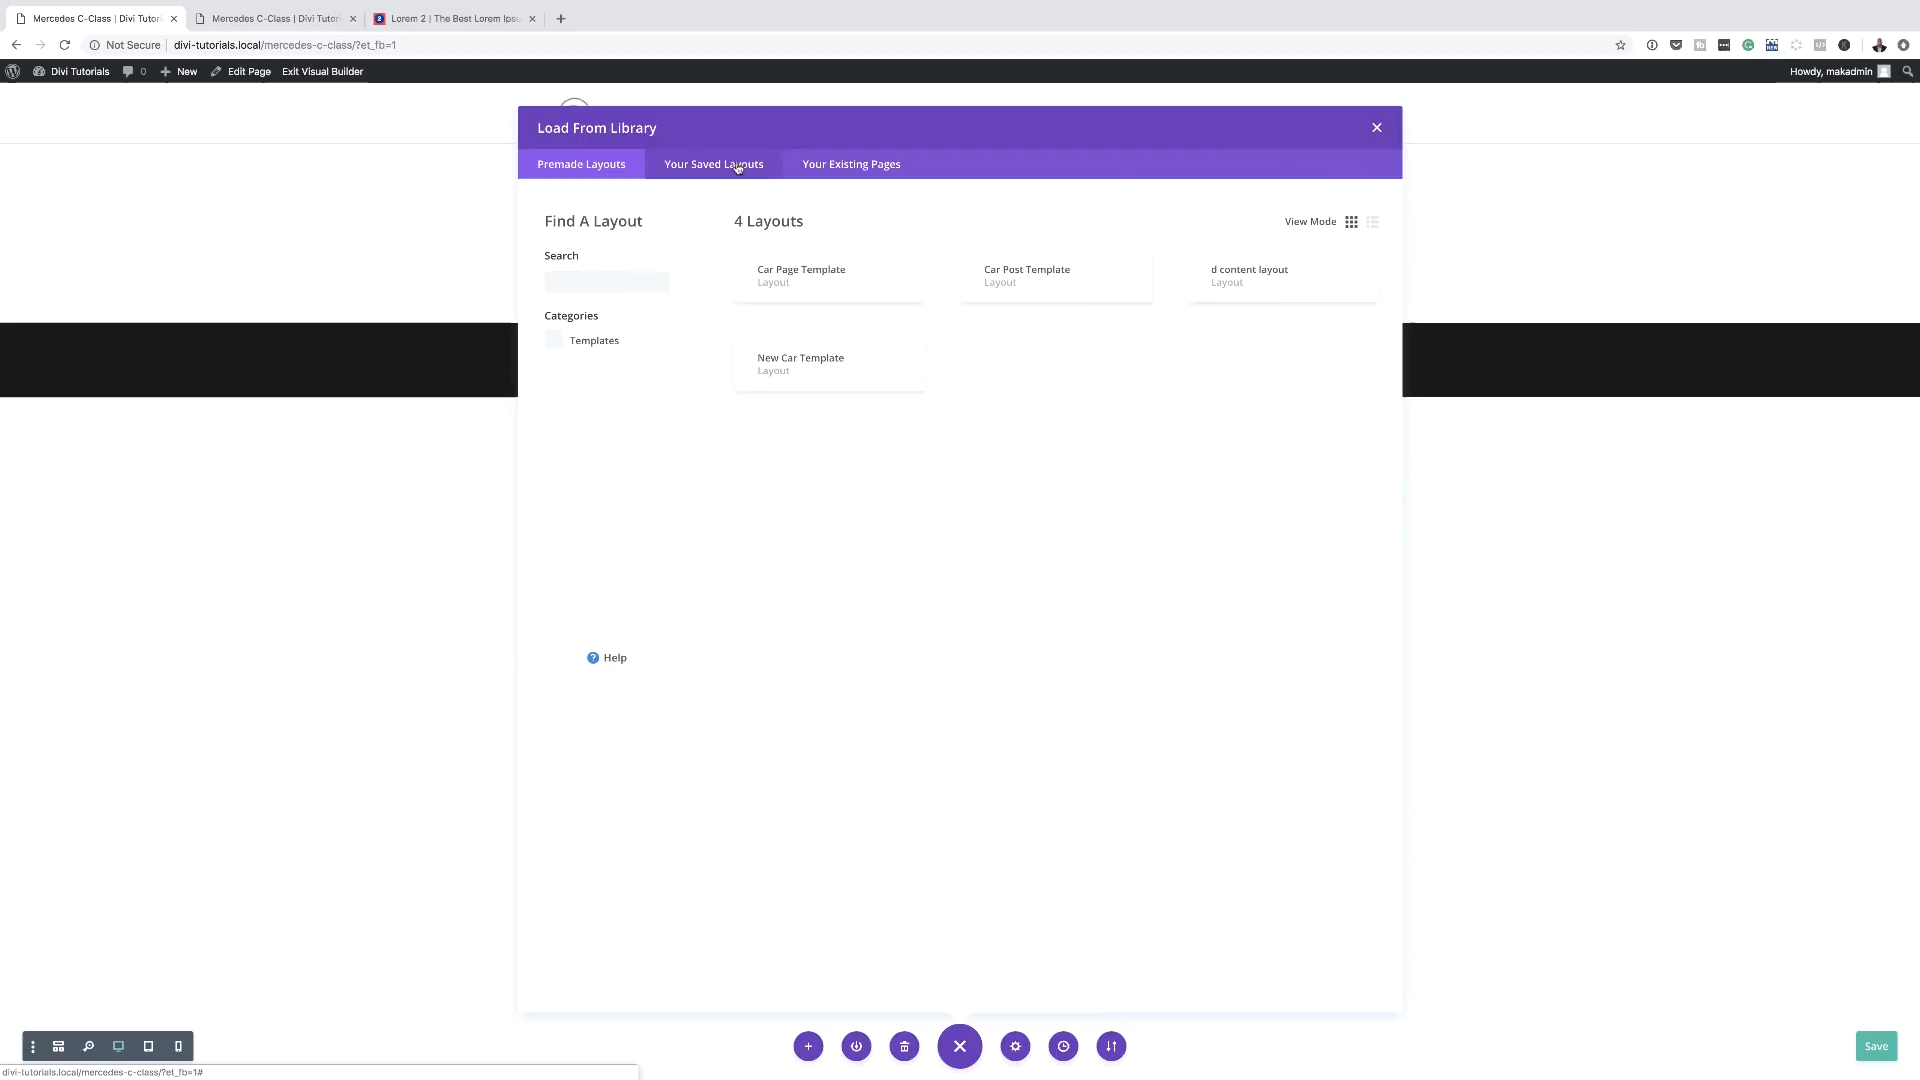 Mercedes C-Class | Divi Tutori
Mercedes C-Class | Divi Tutori
2 Lorem 2 | The Best Lorem Ipsu
Not Secure | divi-tutorials.local/mercedes-c-class/?et_fb=1
Divi Tutorials 0 New Edit Page Exit Visual Builder Howdy, makadmin
Load From Library
Premade Layouts Your Saved Layouts Your Existing Pages
Find A Layout
Search
Categories
Templates
Help
4 Layouts View Mode
Car Page Template
Layout
Car Post Template
Layout
d content layout
Layout
New Car Template
Layout
Save
divi-tutorials.local/mercedes-c-class/?et_fb=1#